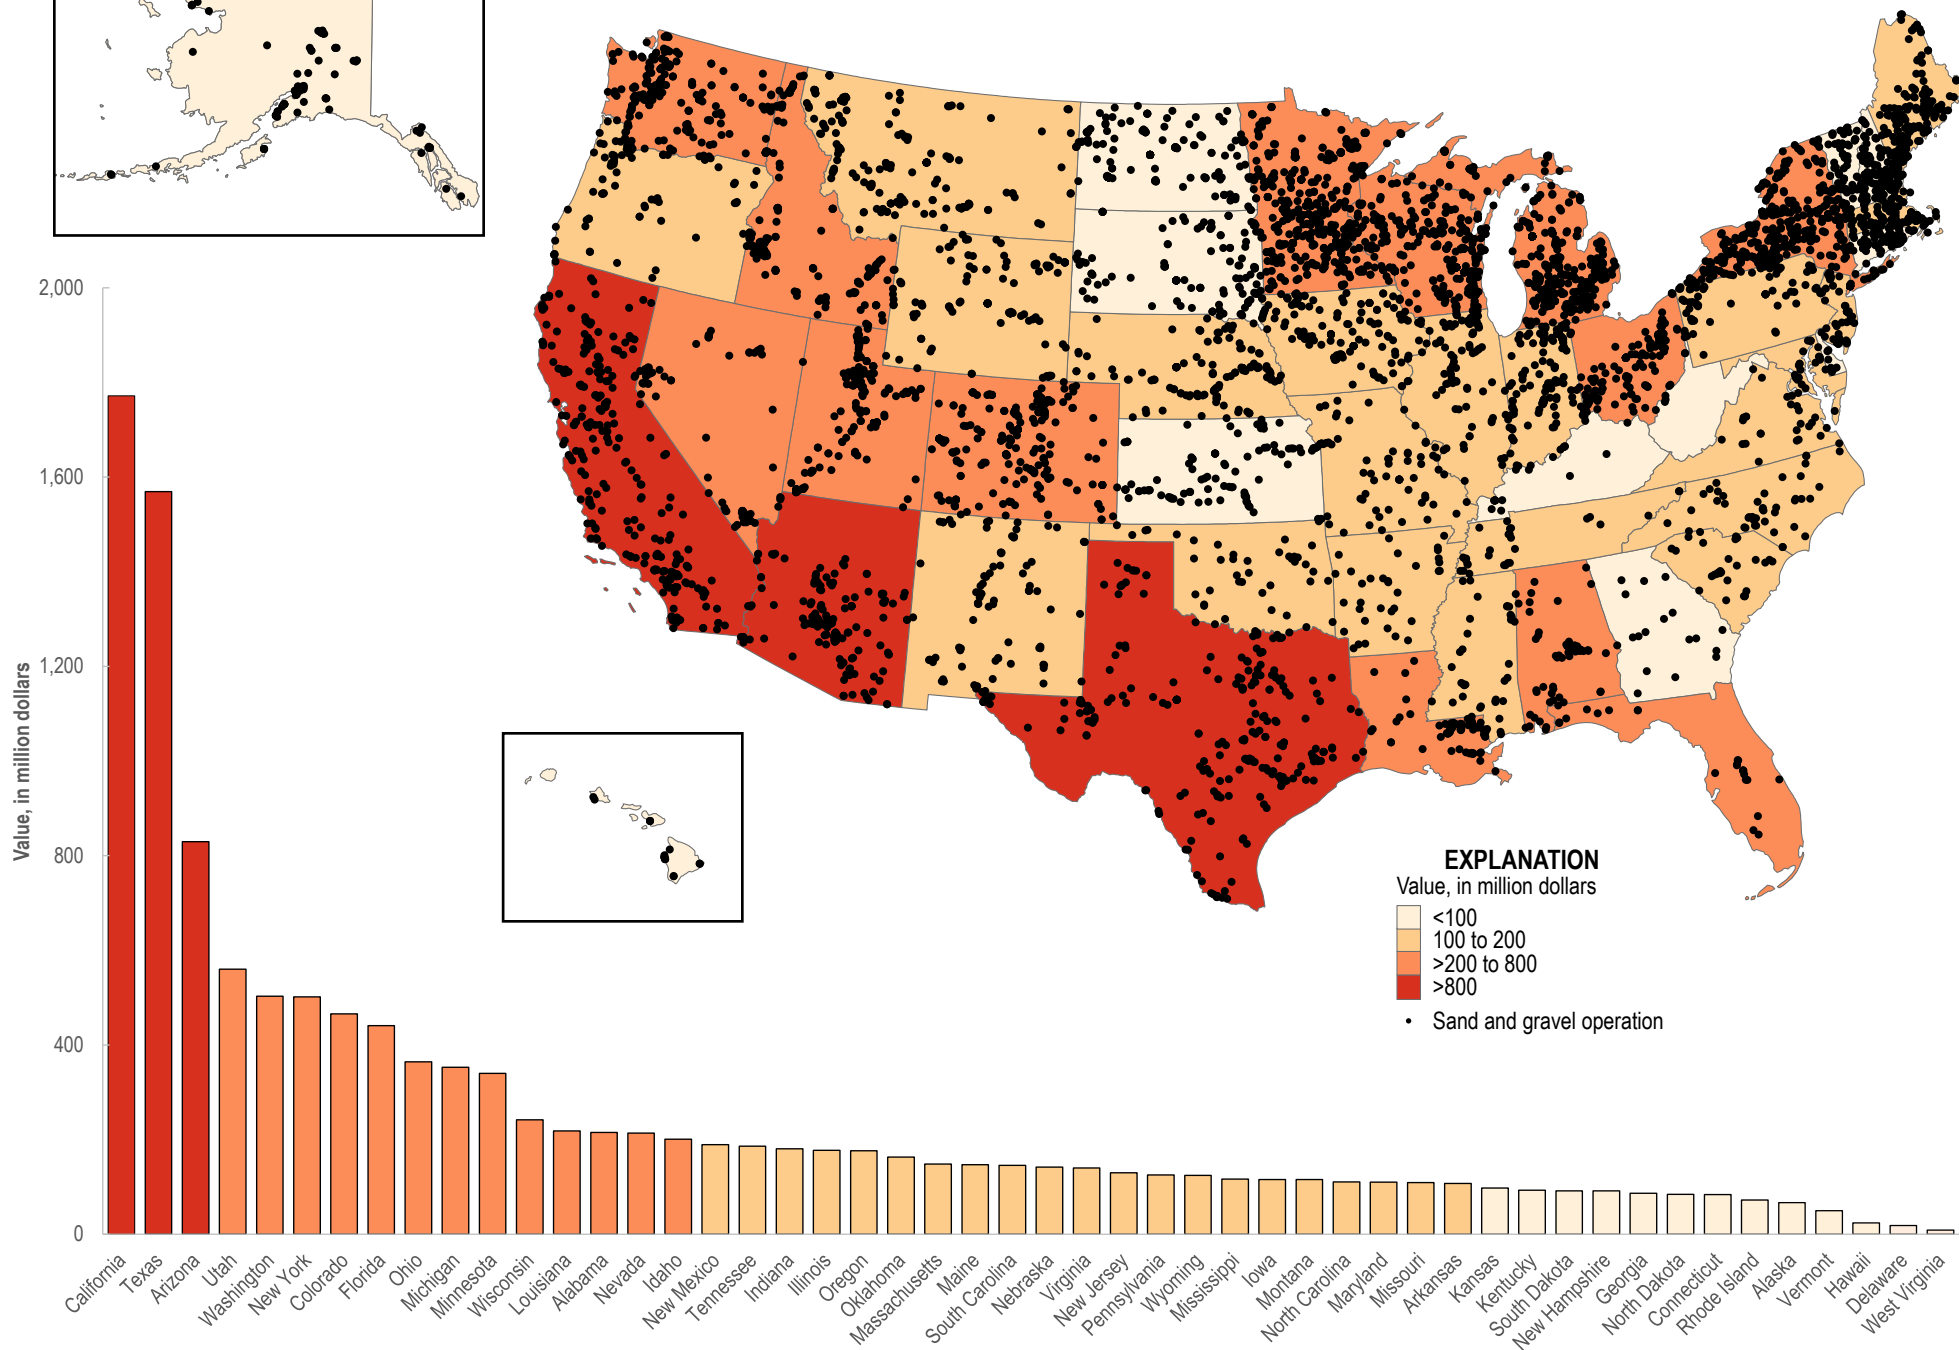 2,000
1,600
1,200
800
400
0
Value, in million dollars
EXPLANATION
Value, in million dollars
<100
100 to 200
>200 to 800
>800
Sand and gravel operation
California
Texas
Arizona
Utah
Washington
New York
Colorado
Florida
Ohio
Michigan
Minnesota
Wisconsin
Louisiana
Alabama
Nevada
Idaho
New Mexico
Tennessee
Indiana
Illinois
Oregon
Oklahoma
Massachusetts
Maine
South Carolina
Nebraska
Virginia
New Jersey
Pennsylvania
Wyoming
Mississippi
Iowa
Montana
North Carolina
Maryland
Missouri
Arkansas
Kansas
Kentucky
South Dakota
New Hampshire
Georgia
North Dakota
Connecticut
Rhode Island
Alaska
Vermont
Hawaii
Delaware
West Virginia